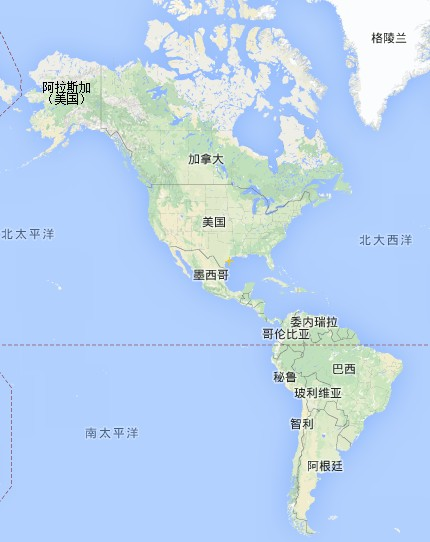 格陵兰
阿拉斯加
（美国）
加拿大
美国
北太平洋
北大西洋
墨西哥
委内瑞拉
哥伦比亚
巴西
秘鲁
玻利维亚
智利
南太平洋
阿根廷